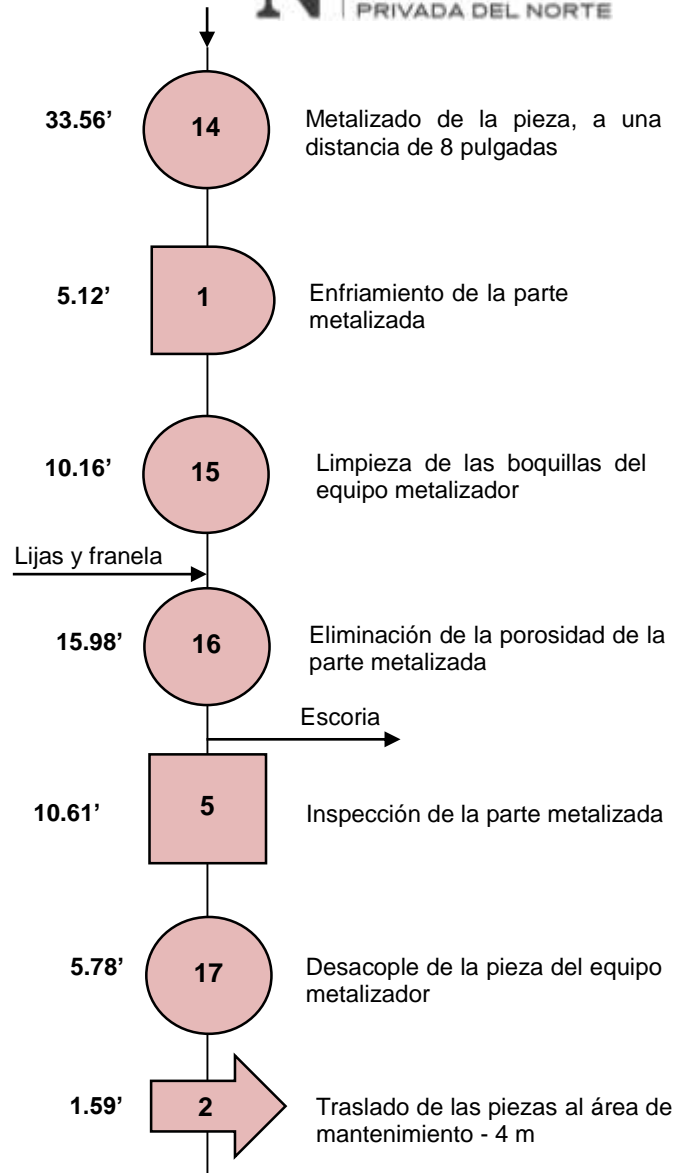 N
PRIVADA DEL NORTE
33.56’
14
Metalizado de la pieza, a una
distancia de 8 pulgadas
5.12’
1
Enfriamiento de la parte
metalizada
10.16’
15
Limpieza de las boquillas del
equipo metalizador
Lijas y franela
15.98’
16
Eliminación de la porosidad de la
parte metalizada
Escoria
10.61’
5
Inspección de la parte metalizada
5.78’
17
Desacople de la pieza del equipo
metalizador
1.59’
2
Traslado de las piezas al área de
mantenimiento - 4 m